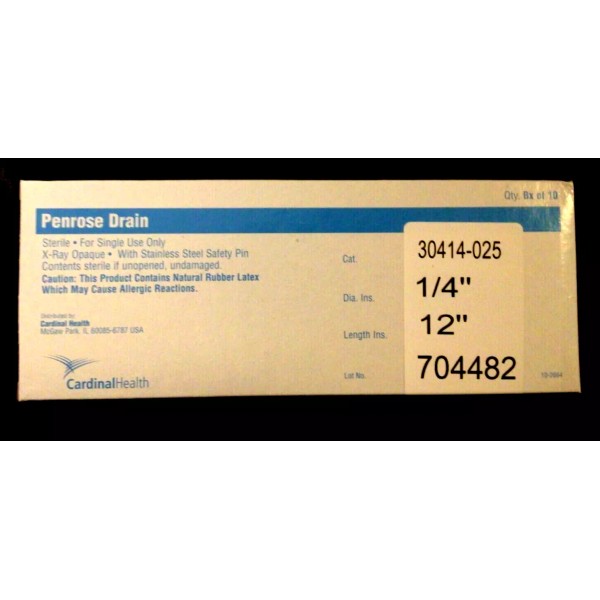 Qty. Bx of 10
Penrose Drain
Sterile • For Single Use Only
X-Ray Opaque • With Stainless Steel Safety Pin
Contents sterile if unopened, undamaged.
Caution: This Product Contains Natural Rubber Latex
Which May Cause Allergic Reactions.
Distributed by:
Cardinal Health
McGaw Park, IL 60085-6787 USA
CardinalHealth
Cat. 30414-025
Dia. Ins. 1/4"
Length Ins. 12"
Lot No. 704482